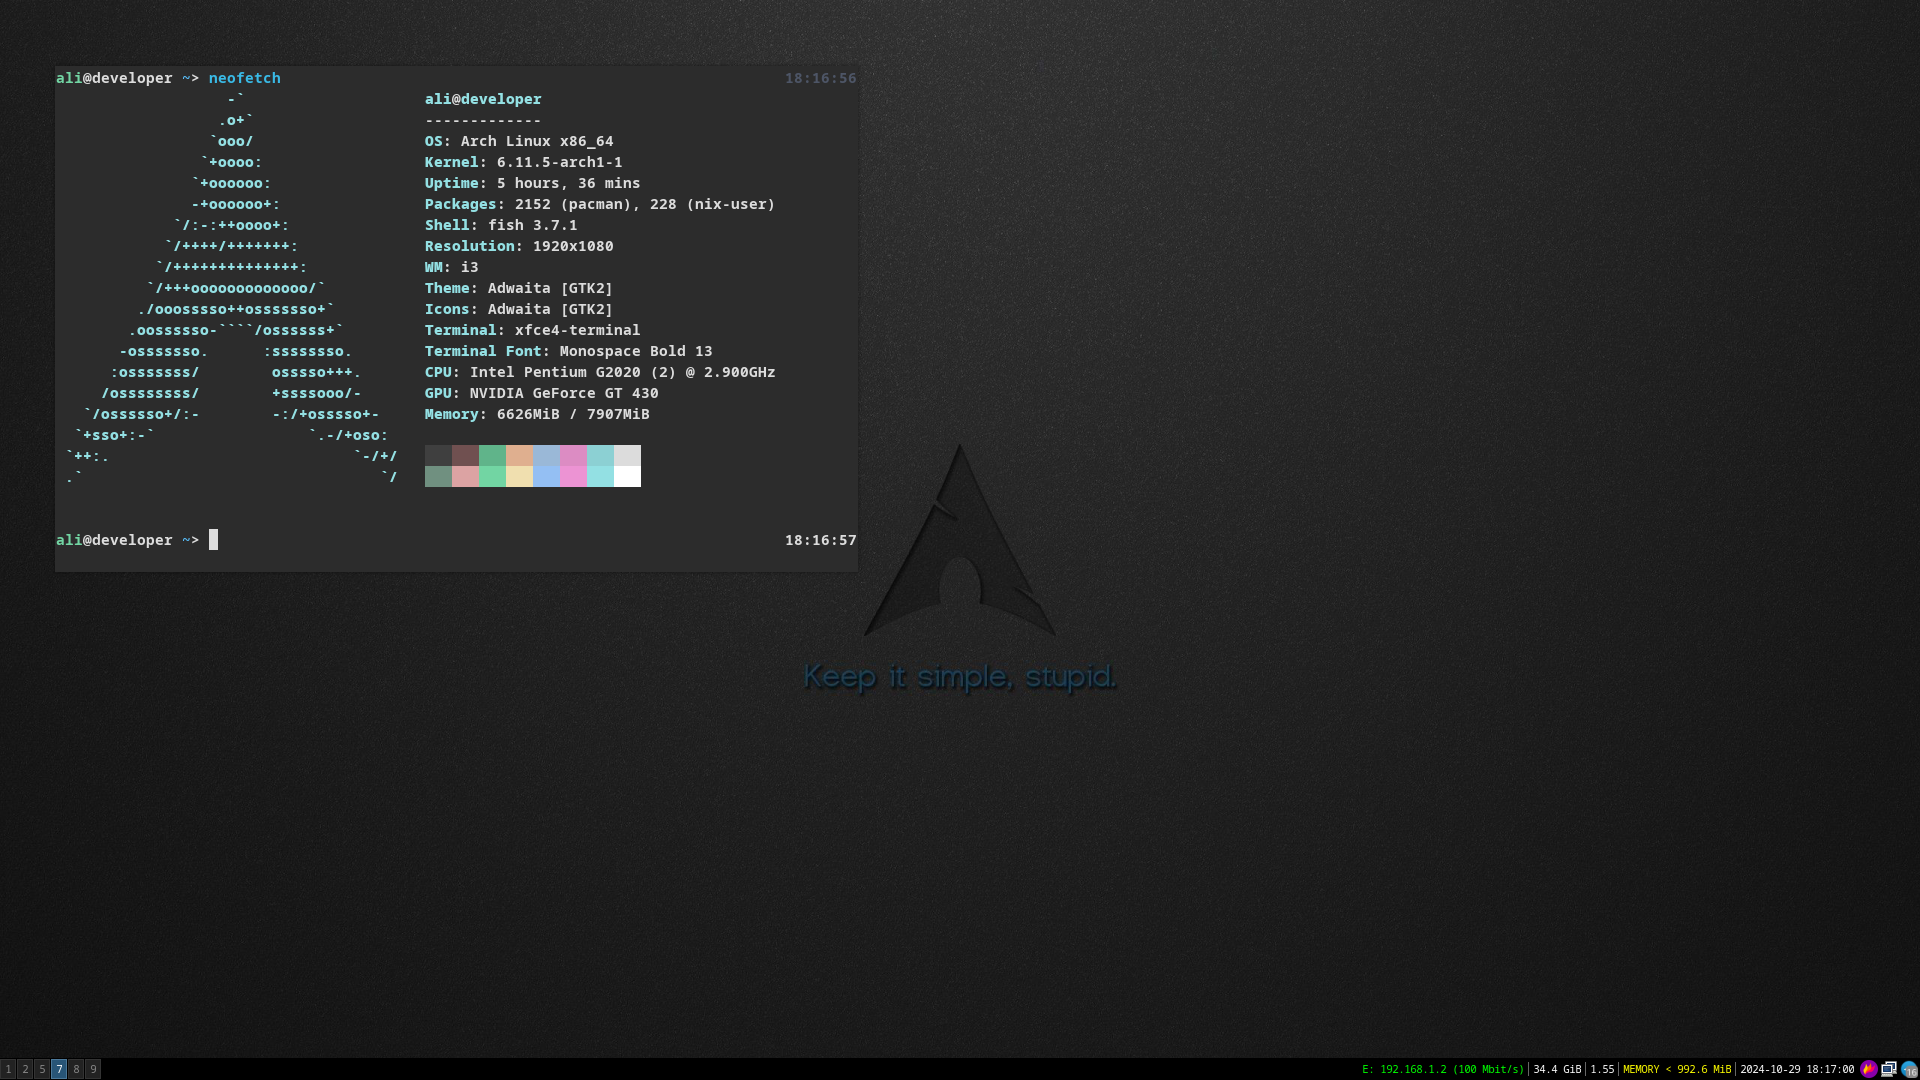 ali@developer ~> neofetch 18:16:56
-` ali@developer
.o+` -------------
`ooo/ OS: Arch Linux x86_64
`+oooo: Kernel: 6.11.5-arch1-1
`+oooooo: Uptime: 5 hours, 36 mins
-+oooooo+: Packages: 2152 (pacman), 228 (nix-user)
`/:-:++oooo+: Shell: fish 3.7.1
`/++++/+++++++: Resolution: 1920x1080
`/++++++++++++++: WM: i3
`/+++ooooooooooooo/` Theme: Adwaita [GTK2]
./ooosssso++osssssso+` Icons: Adwaita [GTK2]
.oossssso-````/ossssss+` Terminal: xfce4-terminal
-osssssso. :ssssssso. Terminal Font: Monospace Bold 13
:osssssss/ osssso+++. CPU: Intel Pentium G2020 (2) @ 2.900GHz
/ossssssss/ +ssssooo/- GPU: NVIDIA GeForce GT 430
`/ossssso+/:- -:/+osssso+- Memory: 6626MiB / 7907MiB
`+sso+:-` `.-/+oso:
`++:. `-/+/
.` `/
ali@developer ~> 18:16:57
Keep it simple, stupid.
1 2 5 7 8 9 E: 192.168.1.2 (100 Mbit/s) 34.4 GiB 1.55 MEMORY < 992.6 MiB 2024-10-29 18:17:00 16